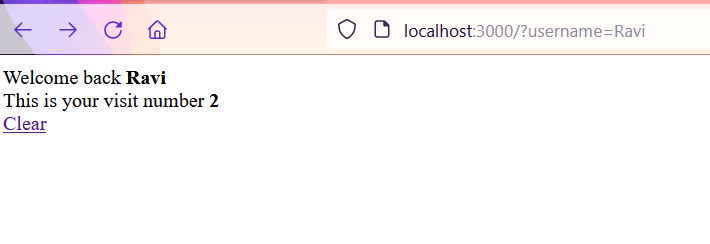 localhost:3000/?username=Ravi
Welcome back Ravi
This is your visit number 2
Clear